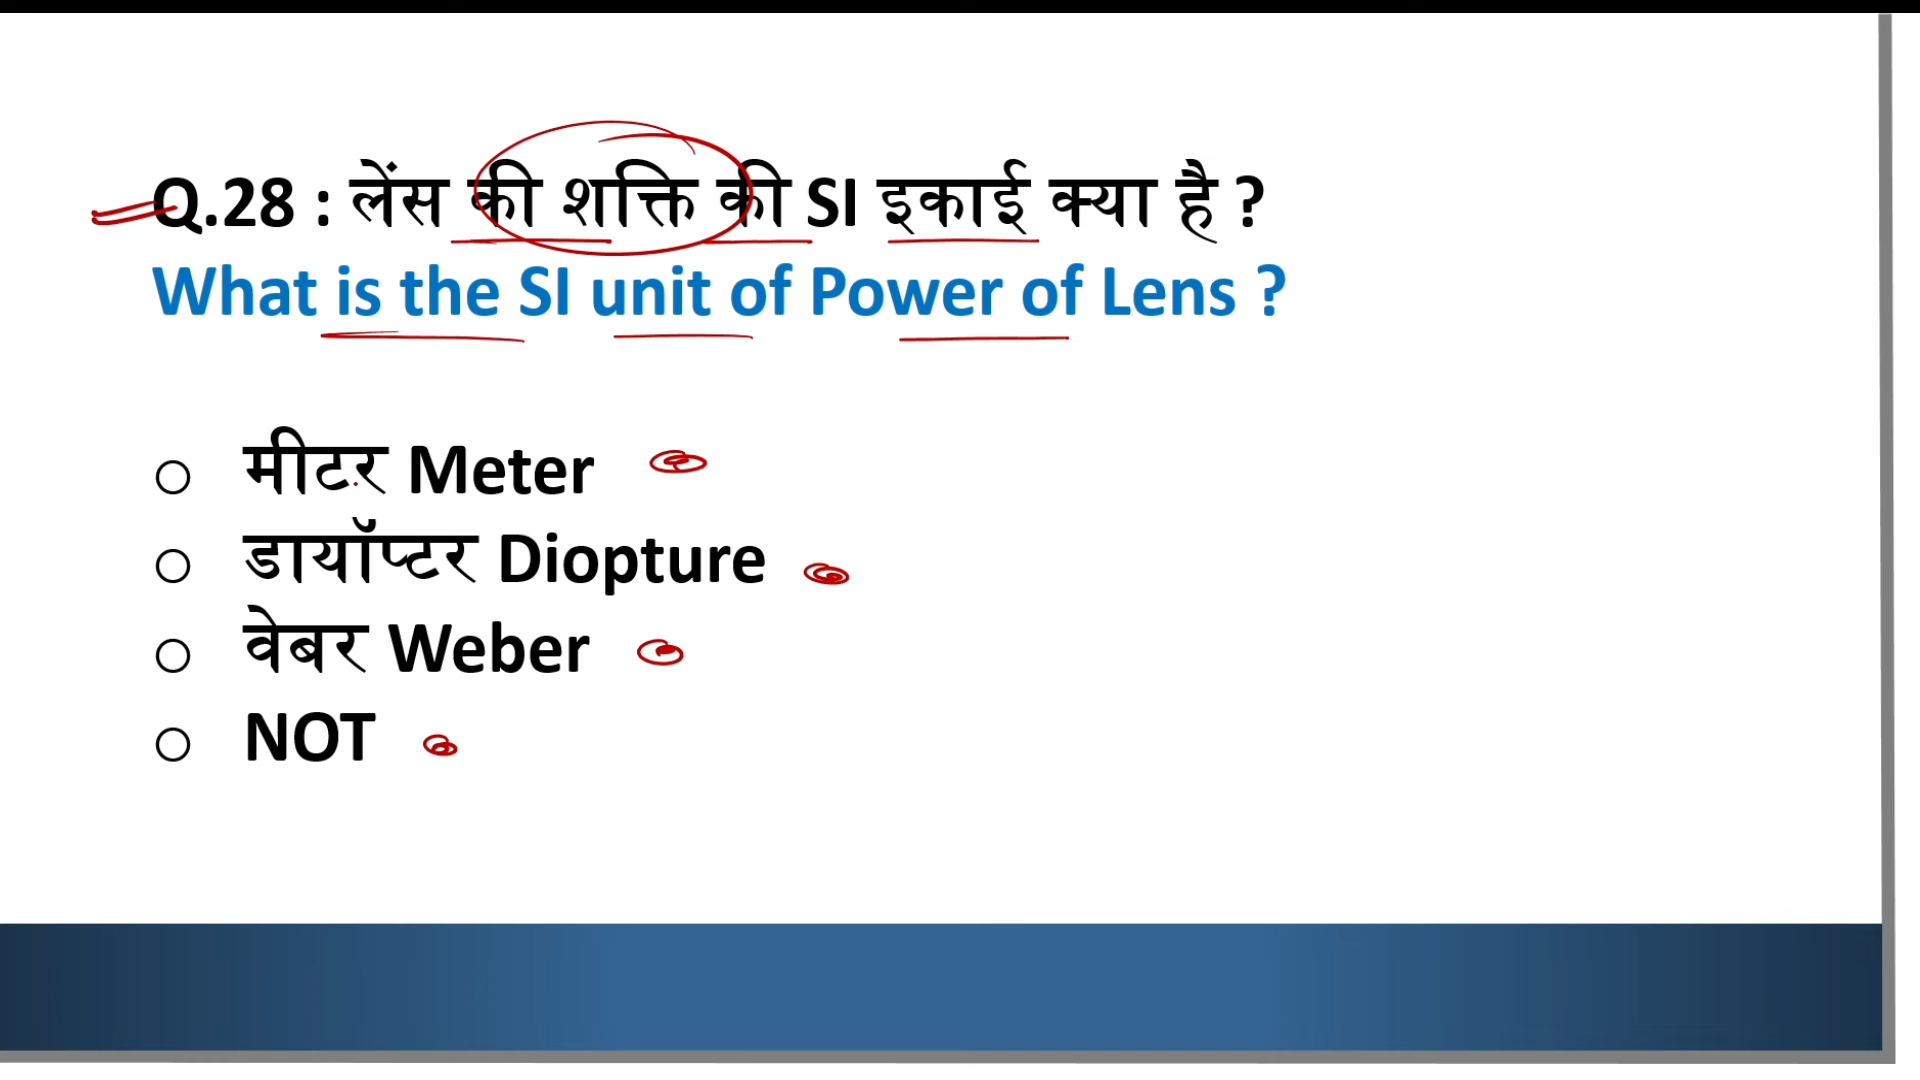 Q.28 : लेंस की शक्ति की SI इकाई क्या है ?
What is the SI unit of Power of Lens ?
○ मीटर Meter
○ डायॉप्टर Diopture
○ वेबर Weber
○ NOT